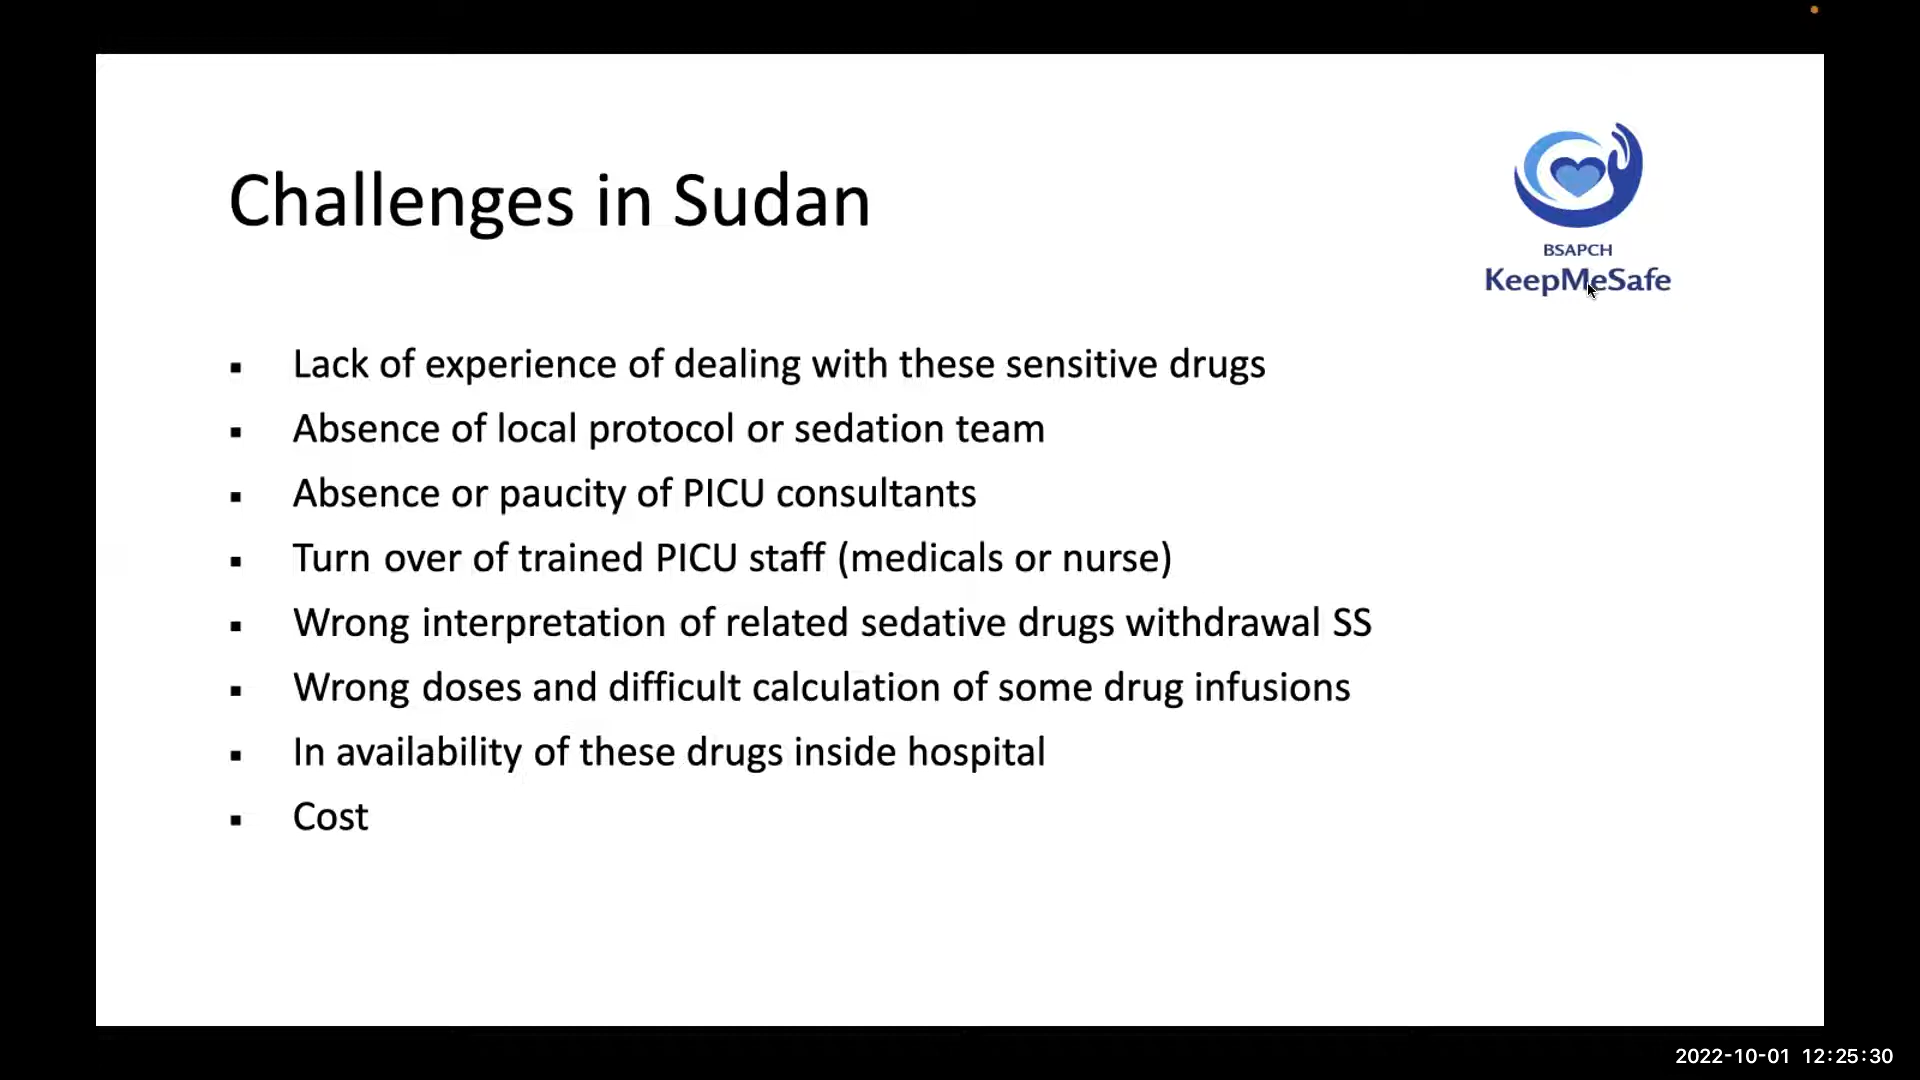 Challenges in Sudan
BSAPCH
KeepMeSafe
▪ Lack of experience of dealing with these sensitive drugs
▪ Absence of local protocol or sedation team
▪ Absence or paucity of PICU consultants
▪ Turn over of trained PICU staff (medicals or nurse)
▪ Wrong interpretation of related sedative drugs withdrawal SS
▪ Wrong doses and difficult calculation of some drug infusions
▪ In availability of these drugs inside hospital
▪ Cost
2022-10-01 12:25:30